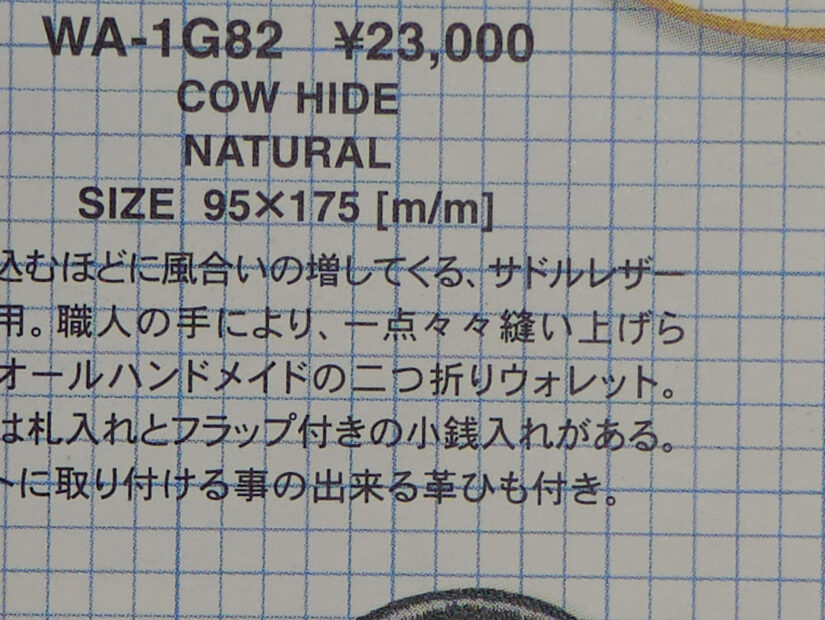 WA-1G82 ¥23,000
COW HIDE
NATURAL
SIZE 95×175 [m/m]
込むほどに風合いの増してくる、サドルレザー
用。職人の手により、一点々々縫い上げら
オールハンドメイドの二つ折りウォレット。
は札入れとフラップ付きの小銭入れがある。
トに取り付ける事の出来る革ひも付き。